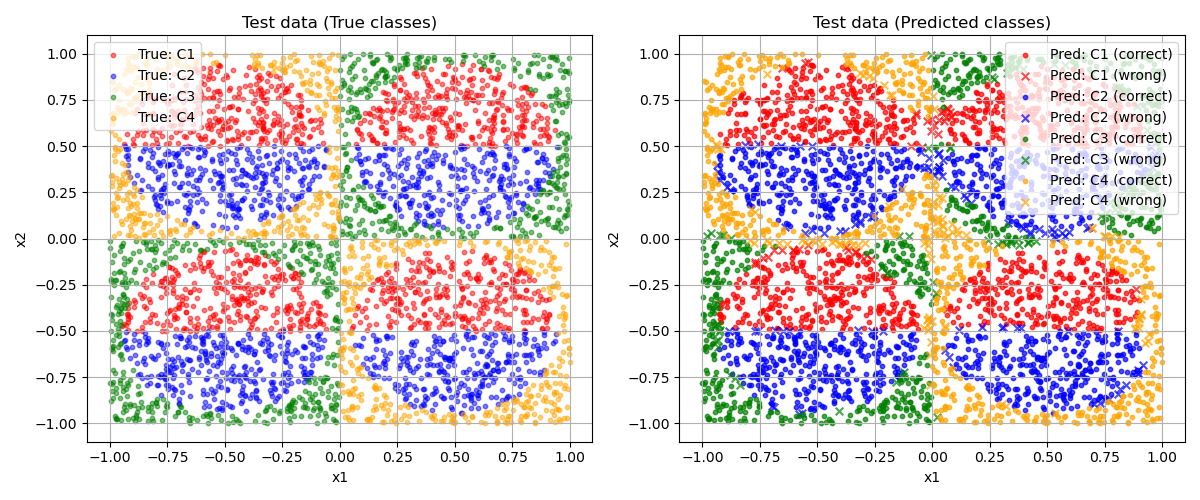 Test data (True classes)
1.00
0.75
0.50
0.25
0.00
−0.25
−0.50
−0.75
−1.00
x2
True: C1
True: C2
True: C3
True: C4
−1.00 −0.75 −0.50 −0.25 0.00 0.25 0.50 0.75 1.00
x1
Test data (Predicted classes)
1.00
0.75
0.50
0.25
0.00
−0.25
−0.50
−0.75
−1.00
x2
Pred: C1 (correct)
Pred: C1 (wrong)
Pred: C2 (correct)
Pred: C2 (wrong)
Pred: C3 (correct)
Pred: C3 (wrong)
Pred: C4 (correct)
Pred: C4 (wrong)
−1.00 −0.75 −0.50 −0.25 0.00 0.25 0.50 0.75 1.00
x1